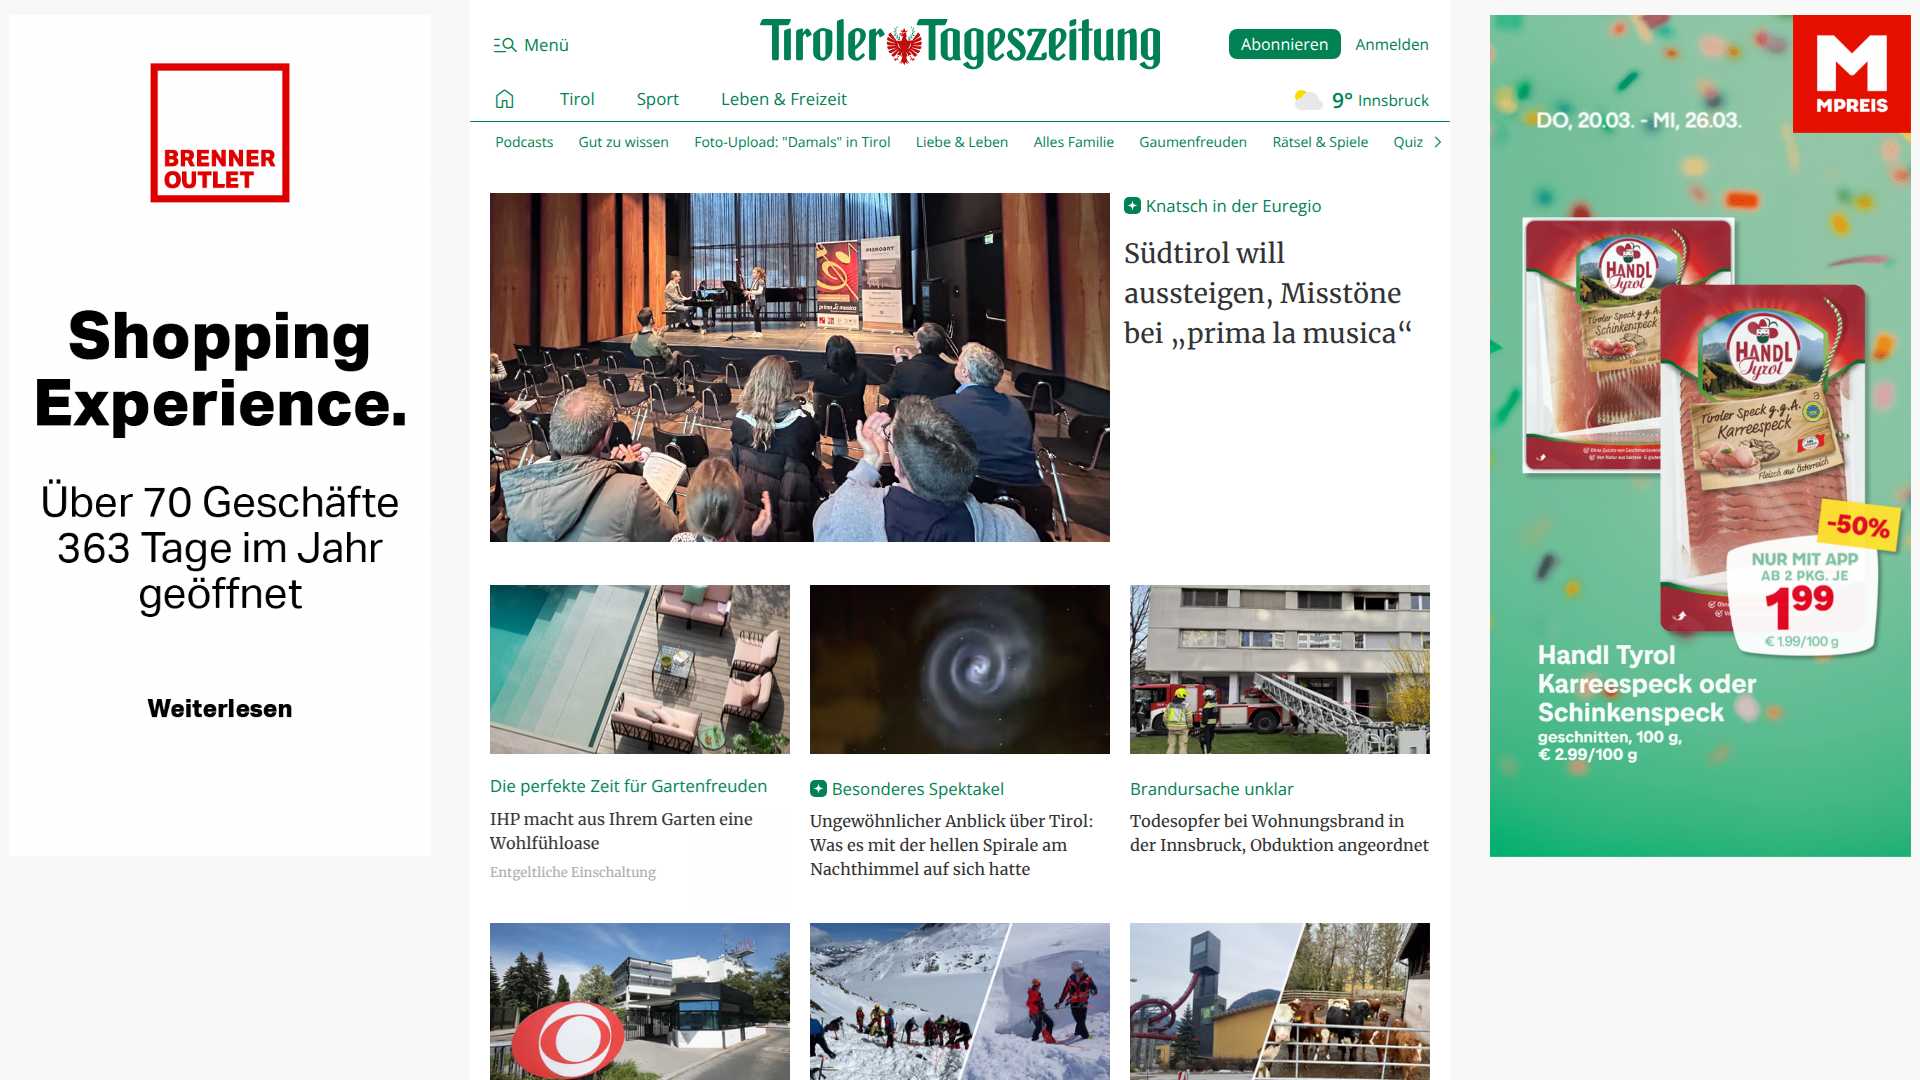 BRENNER
OUTLET
Shopping
Experience.
Über 70 Geschäfte
363 Tage im Jahr
geöffnet
Weiterlesen
Menü
Tiroler Tageszeitung
Abonnieren
Anmelden
Tirol
Sport
Leben & Freizeit
9° Innsbruck
Podcasts
Gut zu wissen
Foto-Upload: "Damals" in Tirol
Liebe & Leben
Alles Familie
Gaumenfreuden
Rätsel & Spiele
Quiz
Knatsch in der Euregio
Südtirol will
aussteigen, Misstöne
bei „prima la musica“
Die perfekte Zeit für Gartenfreuden
IHP macht aus Ihrem Garten eine
Wohlfühloase
Entgeltliche Einschaltung
Besonderes Spektakel
Ungewöhnlicher Anblick über Tirol:
Was es mit der hellen Spirale am
Nachthimmel auf sich hatte
Brandursache unklar
Todesopfer bei Wohnungsbrand in
der Innsbruck, Obduktion angeordnet
MPREIS
DO, 20.03. - MI, 26.03.
HANDL
Tyrol
Tiroler Speck g.g.A.
Schinkenspeck
HANDL
Tyrol
Tiroler Speck g.g.A.
Karreespeck
Fleisch aus Österreich
-50%
NUR MIT APP
AB 2 PKG. JE
199
€ 1.99/100 g
Handl Tyrol
Karreespeck oder
Schinkenspeck
geschnitten, 100 g,
€ 2.99/100 g